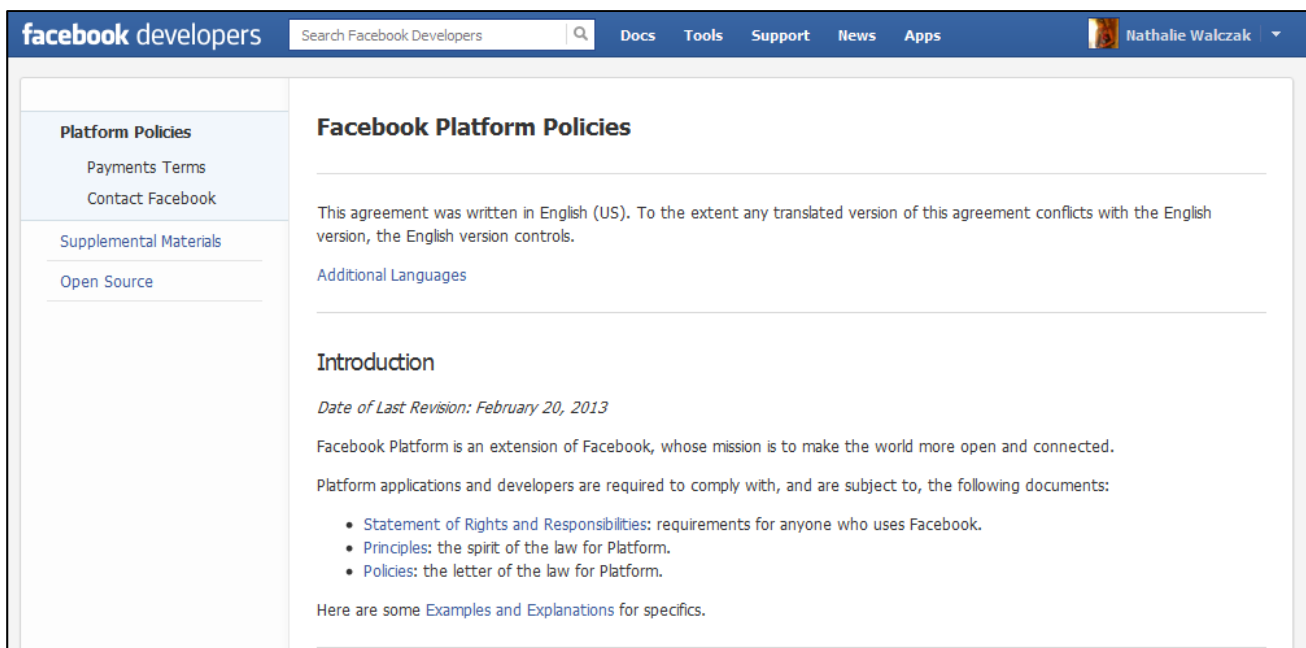 facebook developers
Search Facebook Developers
Docs Tools Support News Apps
Nathalie Walczak
Platform Policies
Payments Terms
Contact Facebook
Supplemental Materials
Open Source
Facebook Platform Policies
This agreement was written in English (US). To the extent any translated version of this agreement conflicts with the English
version, the English version controls.
Additional Languages
Introduction
Date of Last Revision: February 20, 2013
Facebook Platform is an extension of Facebook, whose mission is to make the world more open and connected.
Platform applications and developers are required to comply with, and are subject to, the following documents:
• Statement of Rights and Responsibilities: requirements for anyone who uses Facebook.
• Principles: the spirit of the law for Platform.
• Policies: the letter of the law for Platform.
Here are some Examples and Explanations for specifics.